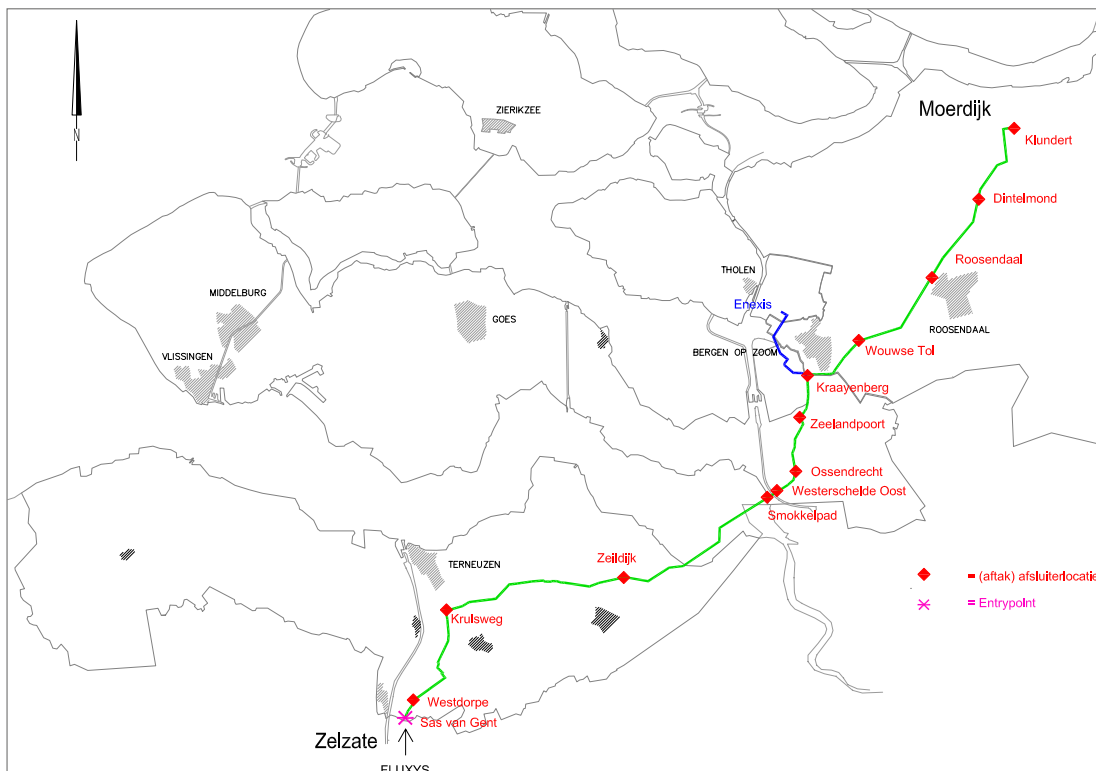 ZIERIKZEE
Moerdijk
Klundert
N
Dintelmond
Roosendaal
THOLEN
MIDDELBURG
Enexis
GOES
ROOSENDAAL
BERGEN OP ZOOM
Wouwse Tol
VLISSINGEN
Kraayenberg
Zeelandpoort
Ossendrecht
Westerschelde Oost
Smokkelpad
Zeildijk
TERNEUZEN
= (aftak) afsluiterlocatie
= Entrypoint
Krulsweg
Westdorpe
Sas van Gent
Zelzate
FLUXYS